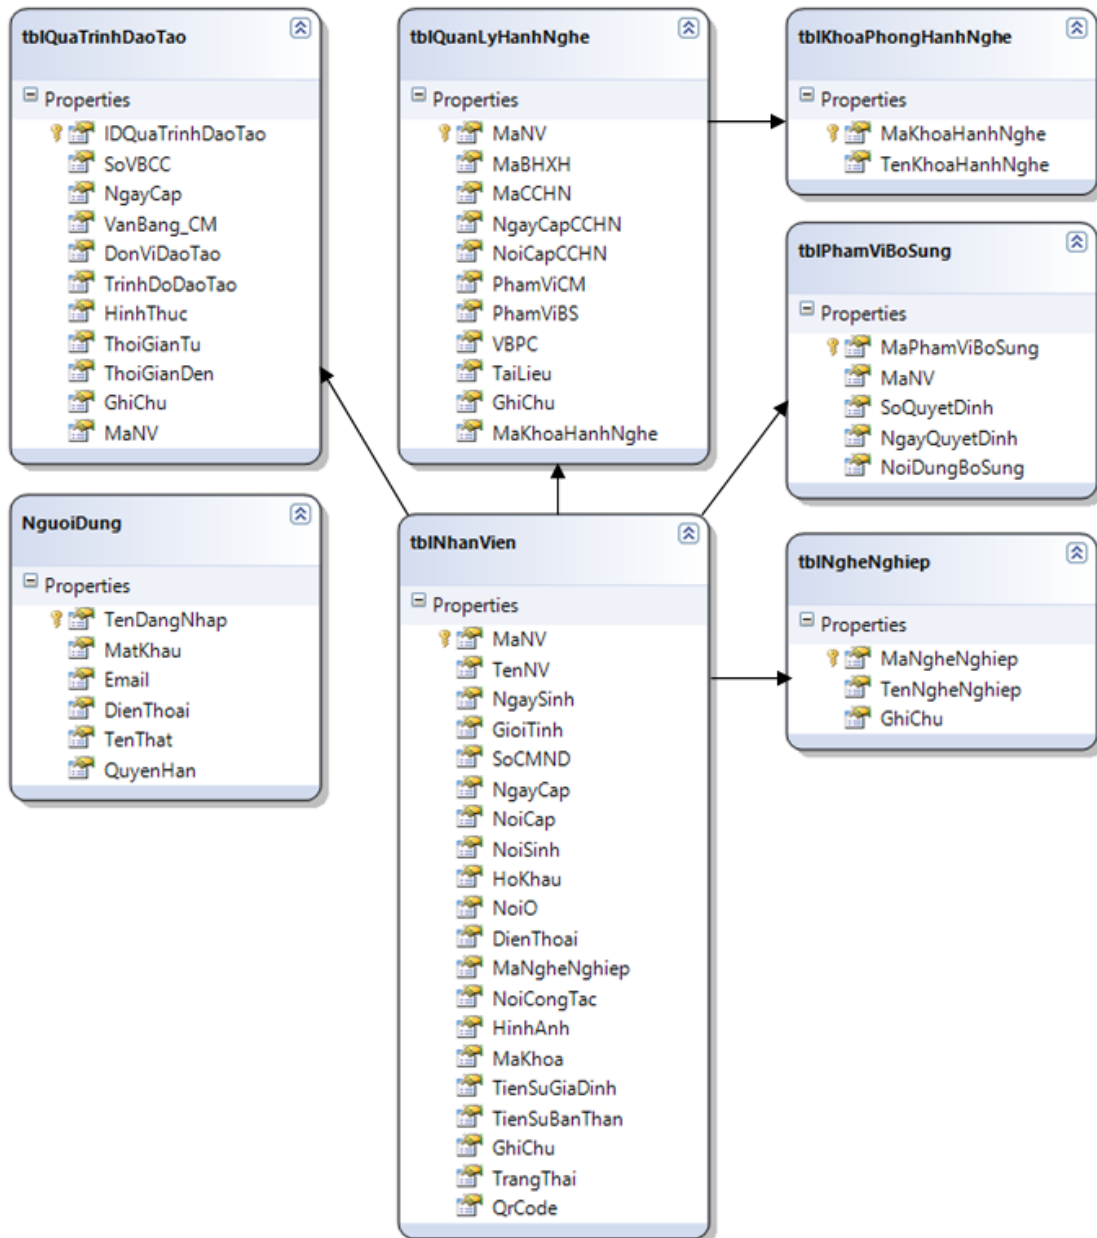 tblQuaTrinhDaoTao
Properties
IDQuaTrinhDaoTao
SoVBCC
NgayCap
VanBang_CM
DonViDaoTao
TrinhDoDaoTao
HinhThuc
ThoiGianTu
ThoiGianDen
GhiChu
MaNV
tblQuanLyHanhNghe
Properties
MaNV
MaBHXH
MaCCHN
NgayCapCCHN
NoiCapCCHN
PhamViCM
PhamViBS
VBPC
TaiLieu
GhiChu
MaKhoaHanhNghe
tblKhoaPhongHanhNghe
Properties
MaKhoaHanhNghe
TenKhoaHanhNghe
tblPhamViBoSung
Properties
MaPhamViBoSung
MaNV
SoQuyetDinh
NgayQuyetDinh
NoiDungBoSung
NguoiDung
Properties
TenDangNhap
MatKhau
Email
DienThoai
TenThat
QuyenHan
tblNhanVien
Properties
MaNV
TenNV
NgaySinh
GioiTinh
SoCMND
NgayCap
NoiCap
NoiSinh
HoKhau
NoiO
DienThoai
MaNgheNghiep
NoiCongTac
HinhAnh
MaKhoa
TienSuGiaDinh
TienSuBanThan
GhiChu
TrangThai
QrCode
tblNgheNghiep
Properties
MaNgheNghiep
TenNgheNghiep
GhiChu